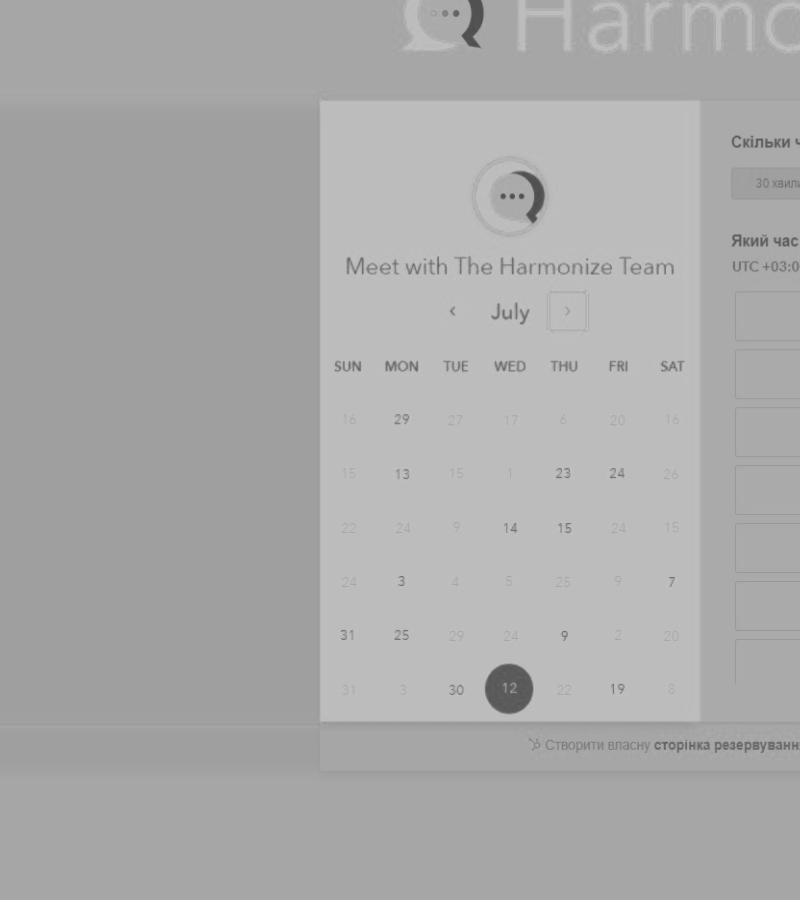 Harmo
Meet with The Harmonize Team
July
SUN MON TUE WED THU FRI SAT
16 29 27 17 6 20 16
15 13 15 1 23 24 26
22 24 9 14 15 24 15
24 3 4 5 25 9 7
31 25 29 24 9 2 20
31 3 30 12 22 19 8
Скільки ч
30 хвили
Який час
UTC +03:0
Створити власну сторінка резервуванн